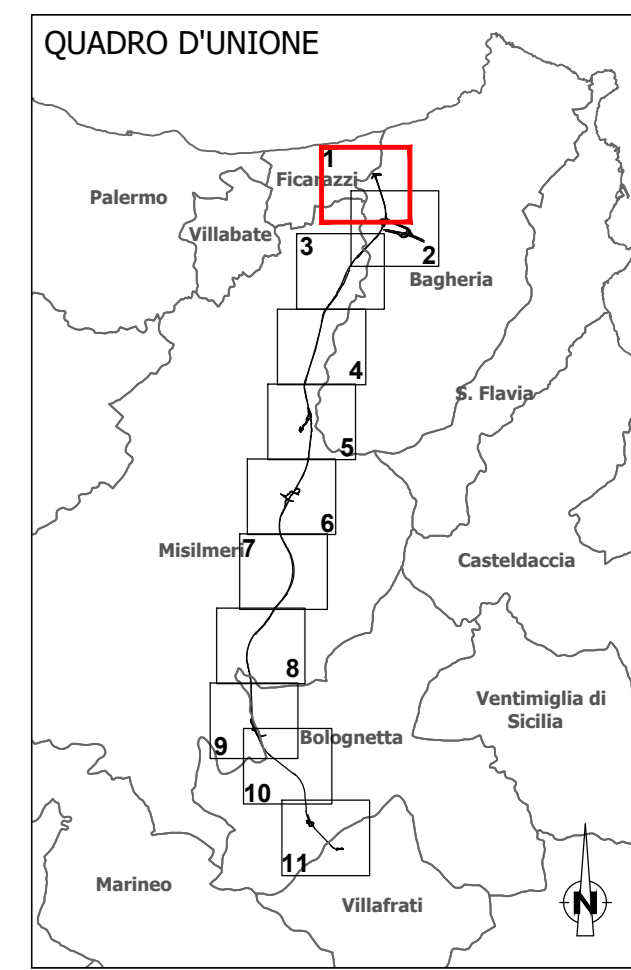 QUADRO D'UNIONE
1
Ficarazzi
Palermo
Villabate
3
2
Bagheria
4
S. Flavia
5
6
Misilmeri
7
Casteldaccia
8
Ventimiglia di
Sicilia
9
Bolognetta
10
11
Marineo
Villafrati
N